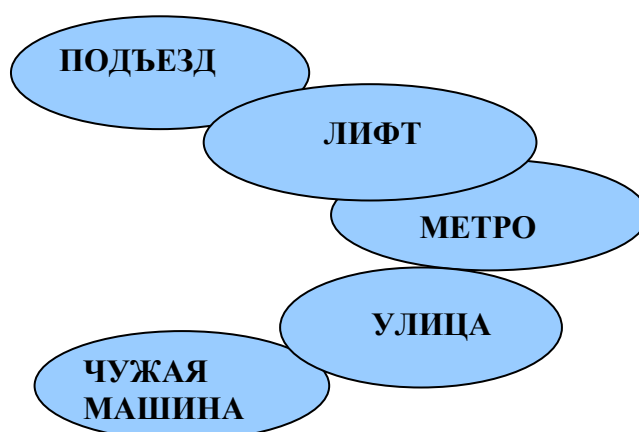 ПОДЪЕЗД
ЛИФТ
МЕТРО
УЛИЦА
ЧУЖАЯ
МАШИНА